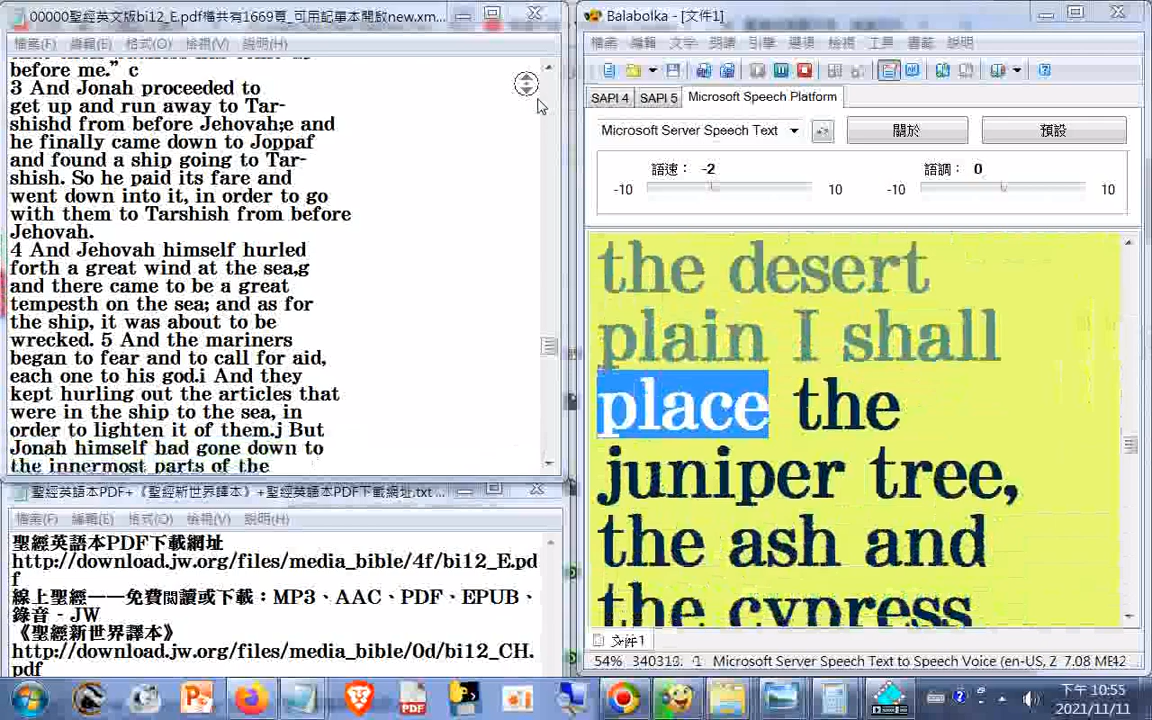 00000聖經英文版bi12_E.pdf檔共有1669頁_可用記事本開啟new.xm...
檔案(F) 編輯(E) 格式(O) 檢視(V) 說明(H)
before me.” c
3 And Jonah proceeded to
get up and run away to Tar-
shishd from before Jehovah;e and
he finally came down to Joppaf
and found a ship going to Tar-
shish. So he paid its fare and
went down into it, in order to go
with them to Tarshish from before
Jehovah.
4 And Jehovah himself hurled
forth a great wind at the sea,g
and there came to be a great
tempesth on the sea; and as for
the ship, it was about to be
wrecked. 5 And the mariners
began to fear and to call for aid,
each one to his god.i And they
kept hurling out the articles that
were in the ship to the sea, in
order to lighten it of them.j But
Jonah himself had gone down to
the innermost parts of the
聖經英語本PDF+《聖經新世界譯本》+聖經英語本PDF下載網址.txt ...
檔案(F) 編輯(E) 格式(O) 檢視(V) 說明(H)
聖經英語本PDF下載網址
http://download.jw.org/files/media_bible/4f/bi12_E.pd
f
線上聖經——免費閱讀或下載：MP3、AAC、PDF、EPUB、
錄音 - JW
《聖經新世界譯本》
http://download.jw.org/files/media_bible/0d/bi12_CH.
pdf
Balabolka - [文件1]
檔案 編輯 文字 朗讀 引擎 選項 檢視 工具 書籤 說明
SAPI 4 SAPI 5 Microsoft Speech Platform
Microsoft Server Speech Text 關於 預設
語速： -2 語調： 0
-10 10 -10 10
the desert
plain I shall
place the
juniper tree,
the ash and
the cypress
文件1
54% 340313: 1 Microsoft Server Speech Text to Speech Voice (en-US, Z 7.08 ME42
下午 10:55
2021/11/11